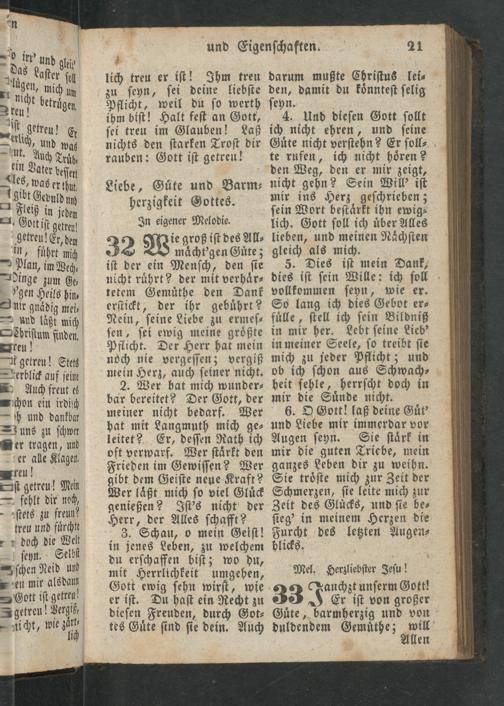 und Eigenschaften. 21
lich treu er ist! Ihm treu
zu seyn, sei deine liebste
Pflicht, weil du so werth
ihm bist! Halt fest an Gott,
sei treu im Glauben! Laß
nichts den starken Trost dir
rauben: Gott ist getreu!
Liebe, Güte und Barm-
herzigkeit Gottes.
In eigener Melodie.
32 Wie groß ist des All-
mächt'gen Güte;
ist der ein Mensch, den sie
nicht rührt? der mit verhär-
tetem Gemüthe den Dank
erstickt, der ihr gebührt?
Nein, seine Liebe zu ermes-
sen, sei ewig meine größte
Pflicht. Der Herr hat mein
noch nie vergessen; vergiß
mein Herz, auch seiner nicht.
2. Wer hat mich wunder-
bar bereitet? Der Gott, der
meiner nicht bedarf. Wer
hat mit Langmuth mich ge-
leitet? Er, dessen Rath ich
oft verwarf. Wer stärkt den
Frieden im Gewissen? Wer
gibt dem Geiste neue Kraft?
Wer läßt mich so viel Glück
genießen? Ist's nicht der
Herr, der Alles schafft?
3. Schau, o mein Geist!
in jenes Leben, zu welchem
du erschaffen bist; wo du,
mit Herrlichkeit umgeben,
Gott ewig sehn wirst, wie
er ist. Du hast ein Recht zu
diesen Freuden, durch Got-
tes Güte sind sie dein. Auch
darum mußte Christus lei-
den, damit du könntest selig
seyn.
4. Und diesen Gott sollt
ich nicht ehren, und seine
Güte nicht verstehn? Er soll-
te rufen, ich nicht hören?
den Weg, den er mir zeigt,
nicht gehn? Sein Will' ist
mir ins Herz geschrieben;
sein Wort bestärkt ihn ewig-
lich. Gott soll ich über Alles
lieben, und meinen Nächsten
gleich als mich.
5. Dies ist mein Dank,
dies ist sein Wille: ich soll
vollkommen seyn, wie er.
So lang ich dies Gebot er-
fülle, stell ich sein Bildniß
in mir her. Lebt seine Lieb'
in meiner Seele, so treibt sie
mich zu jeder Pflicht; und
ob ich schon aus Schwach-
heit fehle, herrscht doch in
mir die Sünde nicht.
6. O Gott! laß deine Güt'
und Liebe mir immerdar vor
Augen seyn. Sie stärk in
mir die guten Triebe, mein
ganzes Leben dir zu weihn.
Sie tröste mich zur Zeit der
Schmerzen, sie leite mich zur
Zeit des Glücks, und sie be-
sieg' in meinem Herzen die
Furcht des letzten Augen-
blicks.
Mel. Herzliebster Jesu!
33 Jauchzt unserm Gott!
Er ist von großer
Güte, barmherzig und von
duldendem Gemüthe; will
Allen